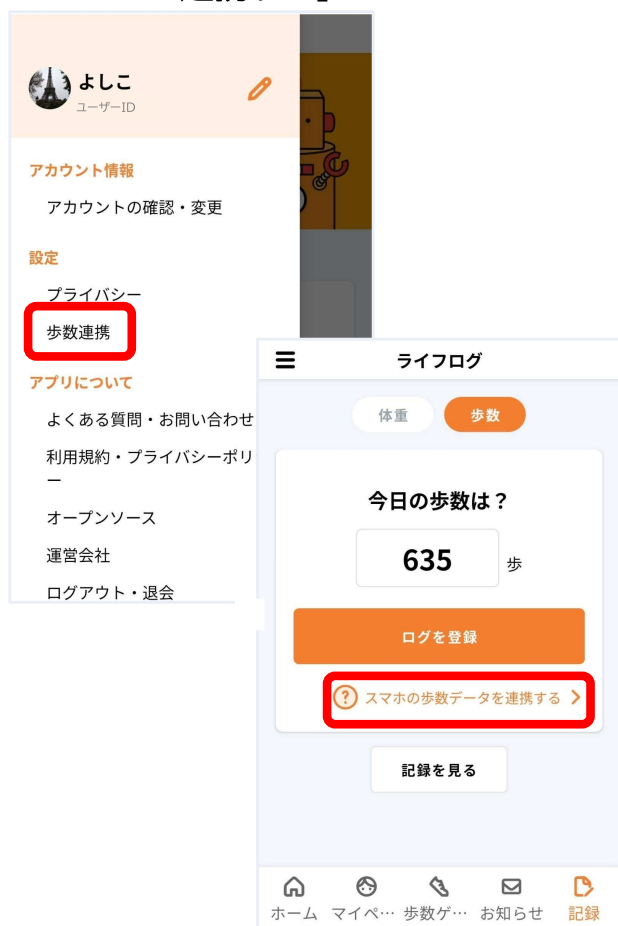 よしこ
ユーザーID
アカウント情報
アカウントの確認・変更
設定
プライバシー
歩数連携
アプリについて
よくある質問・お問い合わせ
利用規約・プライバシーポリ
ー
オープンソース
運営会社
ログアウト・退会
ライフログ
体重
歩数
今日の歩数は？
635 歩
ログを登録
? スマホの歩数データを連携する
記録を見る
ホーム マイペ… 歩数ゲ… お知らせ 記録